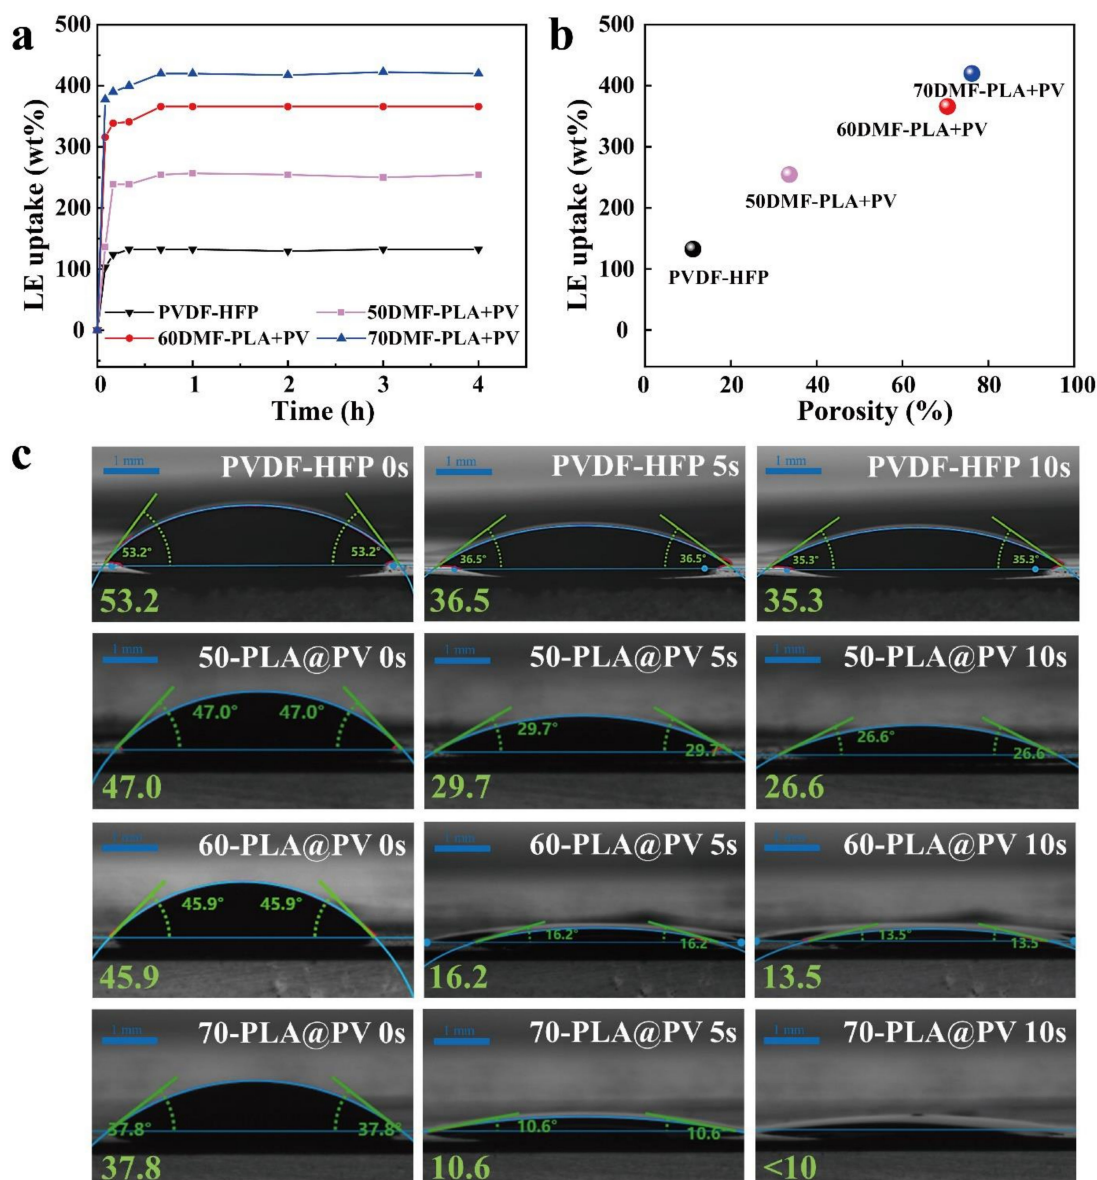 a
500
400
300
200
100
0
LE uptake (wt%)
PVDF-HFP
50DMF-PLA+PV
60DMF-PLA+PV
70DMF-PLA+PV
0
1
2
3
4
Time (h)
b
500
400
300
200
100
0
LE uptake (wt%)
70DMF-PLA+PV
60DMF-PLA+PV
50DMF-PLA+PV
PVDF-HFP
0
20
40
60
80
100
Porosity (%)
c
1 mm
PVDF-HFP 0s
53.2°
53.2°
53.2
1 mm
PVDF-HFP 5s
36.5°
36.5°
36.5
1 mm
PVDF-HFP 10s
35.3°
35.3°
35.3
1 mm
50-PLA@PV 0s
47.0°
47.0°
47.0
1 mm
50-PLA@PV 5s
29.7°
29.7
29.7
1 mm
50-PLA@PV 10s
26.6°
26.6
26.6
1 mm
60-PLA@PV 0s
45.9°
45.9°
45.9
1 mm
60-PLA@PV 5s
16.2°
16.2
16.2
1 mm
60-PLA@PV 10s
13.5°
13.5
13.5
1 mm
70-PLA@PV 0s
37.8°
37.8°
37.8
1 mm
70-PLA@PV 5s
10.6°
10.6
10.6
1 mm
70-PLA@PV 10s
<10